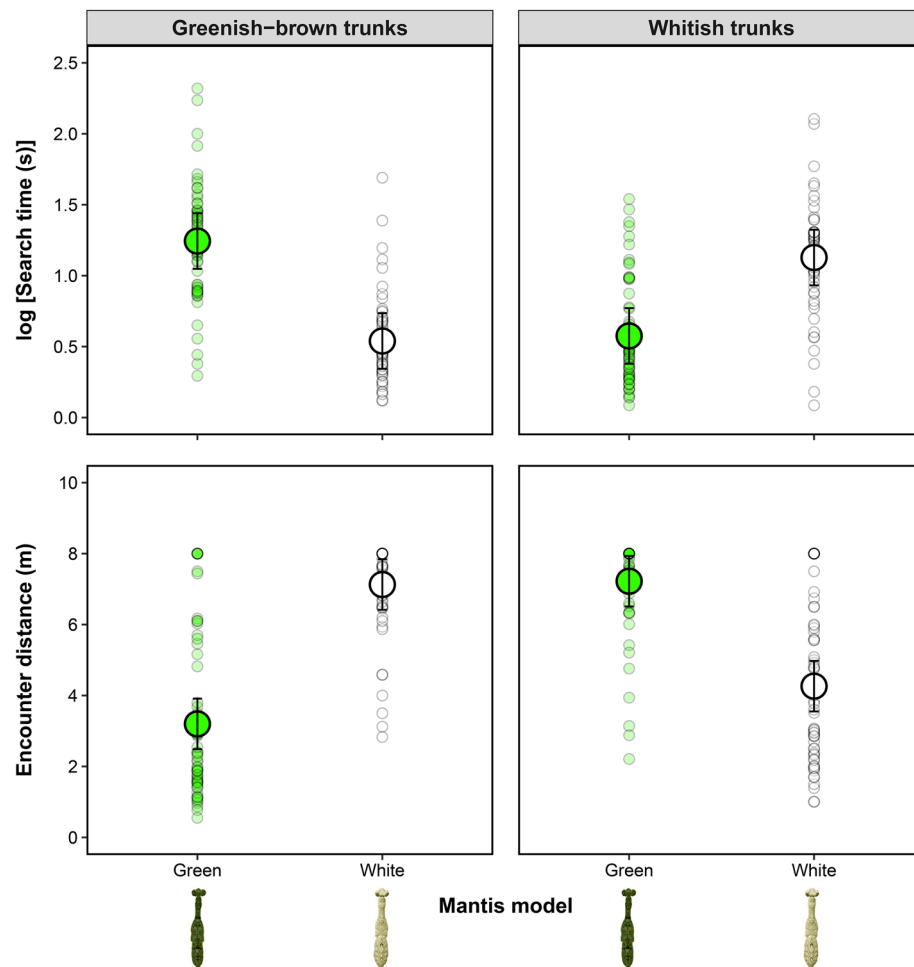 Greenish−brown trunks
Whitish trunks
log [Search time (s)]
2.5
2.0
1.5
1.0
0.5
0.0
Encounter distance (m)
10
8
6
4
2
0
Green
White
Green
White
Mantis model